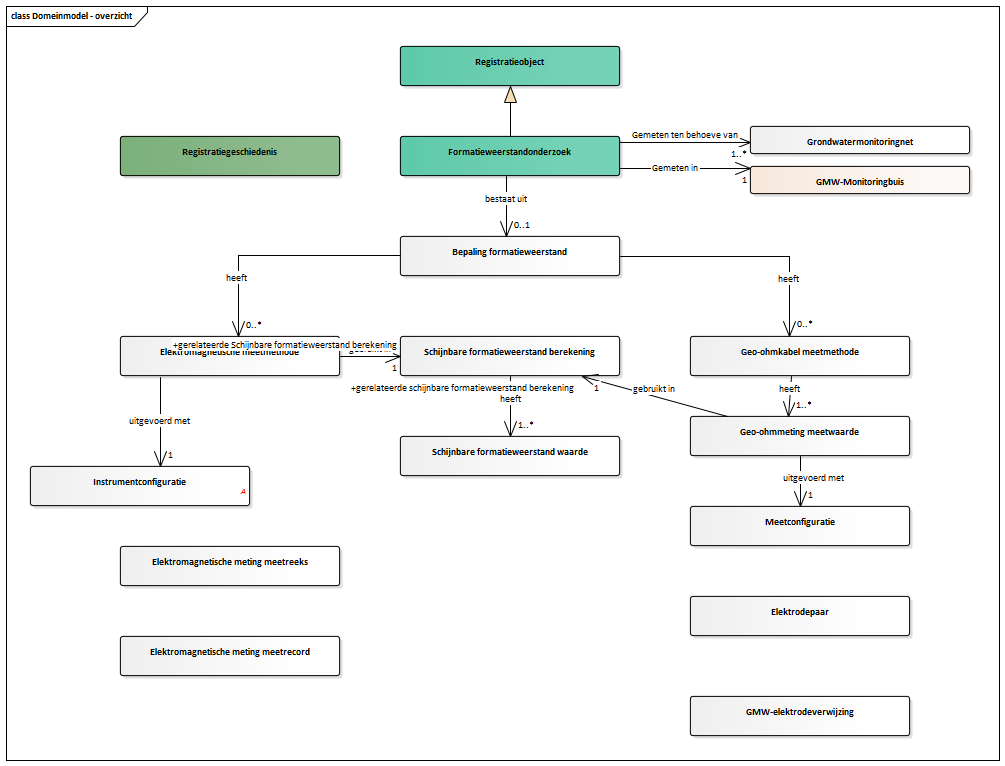 class Domeinmodel - overzicht
Registratieobject
Registratiegeschiedenis
Formatieweerstandonderzoek
Gemeten ten behoeve van
1..*
Grondwatermonitoringnet
Gemeten in
1
GMW-Monitoringbuis
bestaat uit
0..1
Bepaling formatieweerstand
heeft
0..*
heeft
0..*
+gerelateerde Schijnbare formatieweerstand berekening
Elektromagnetische meetmethode
1
Schijnbare formatieweerstand berekening
Geo-ohmkabel meetmethode
+gerelateerde schijnbare formatieweerstand berekening
1
gebruikt in
heeft
1..*
heeft
1..*
uitgevoerd met
1
Geo-ohmmeting meetwaarde
Schijnbare formatieweerstand waarde
Instrumentconfiguratie
A
uitgevoerd met
1
Meetconfiguratie
Elektromagnetische meting meetreeks
Elektrodepaar
Elektromagnetische meting meetrecord
GMW-elektrodeverwijzing